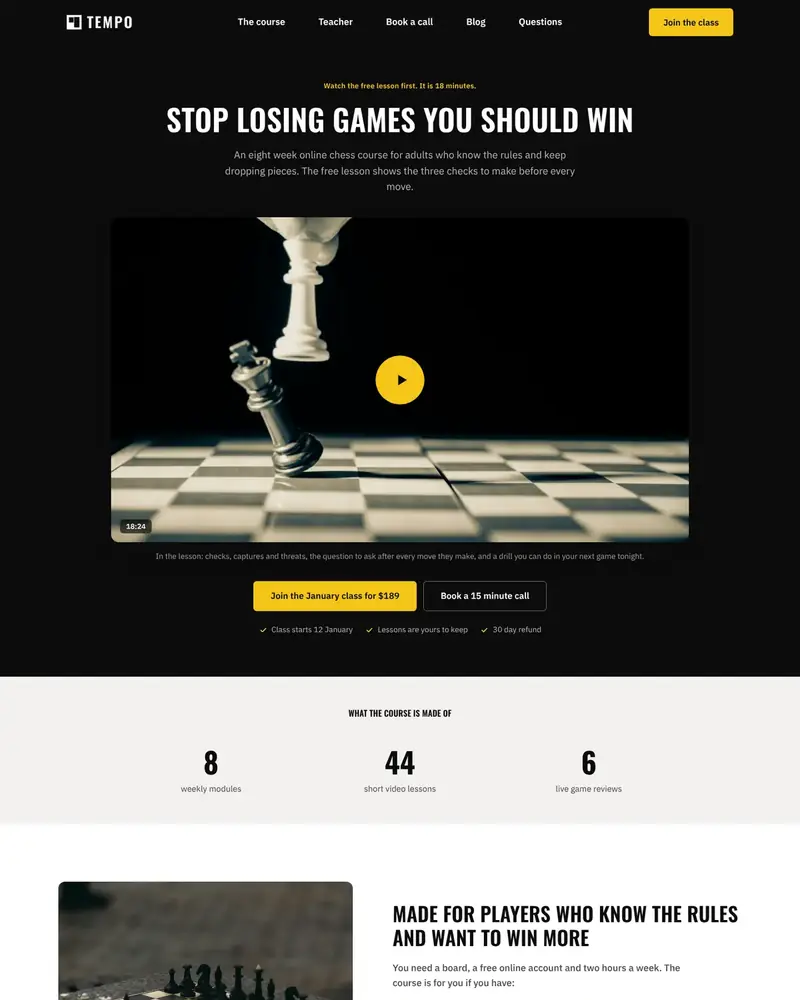 TEMPO
The course
Teacher
Book a call
Blog
Questions
Join the class
Watch the free lesson first. It is 18 minutes.
STOP LOSING GAMES YOU SHOULD WIN
An eight week online chess course for adults who know the rules and keep
dropping pieces. The free lesson shows the three checks to make before every
move.
18:24
In the lesson: checks, captures and threats, the question to ask after every move they make, and a drill you can do in your next game tonight.
Join the January class for $189
Book a 15 minute call
Class starts 12 January
Lessons are yours to keep
30 day refund
WHAT THE COURSE IS MADE OF
8
weekly modules
44
short video lessons
6
live game reviews
MADE FOR PLAYERS WHO KNOW THE RULES
AND WANT TO WIN MORE
You need a board, a free online account and two hours a week. The
course is for you if you have: